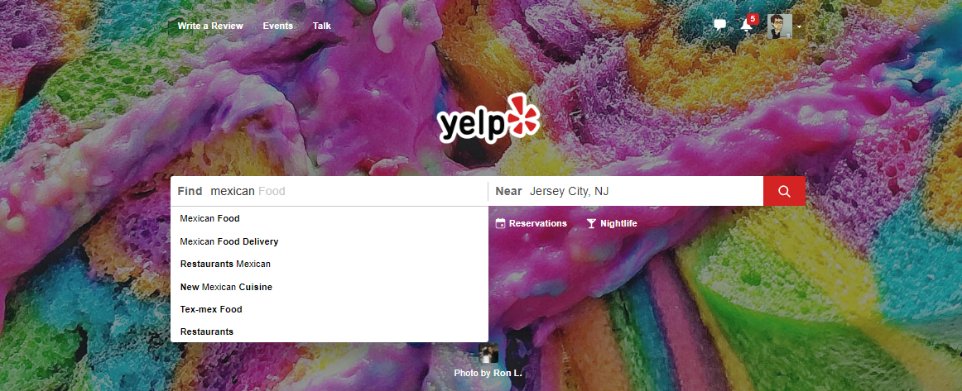 Write a Review Events Talk 5
yelp
Find mexican Food Near Jersey City, NJ
Mexican Food
Reservations Nightlife
Mexican Food Delivery
Restaurants Mexican
New Mexican Cuisine
Tex-mex Food
Restaurants
Photo by Ron L.